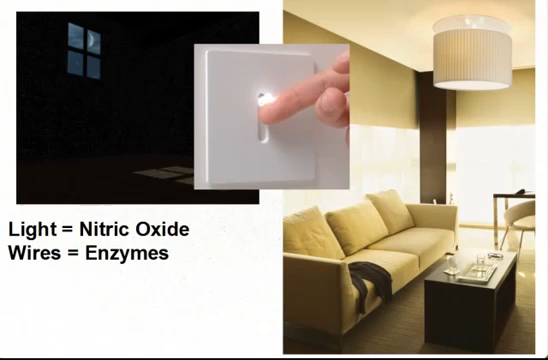 Light = Nitric Oxide
Wires = Enzymes